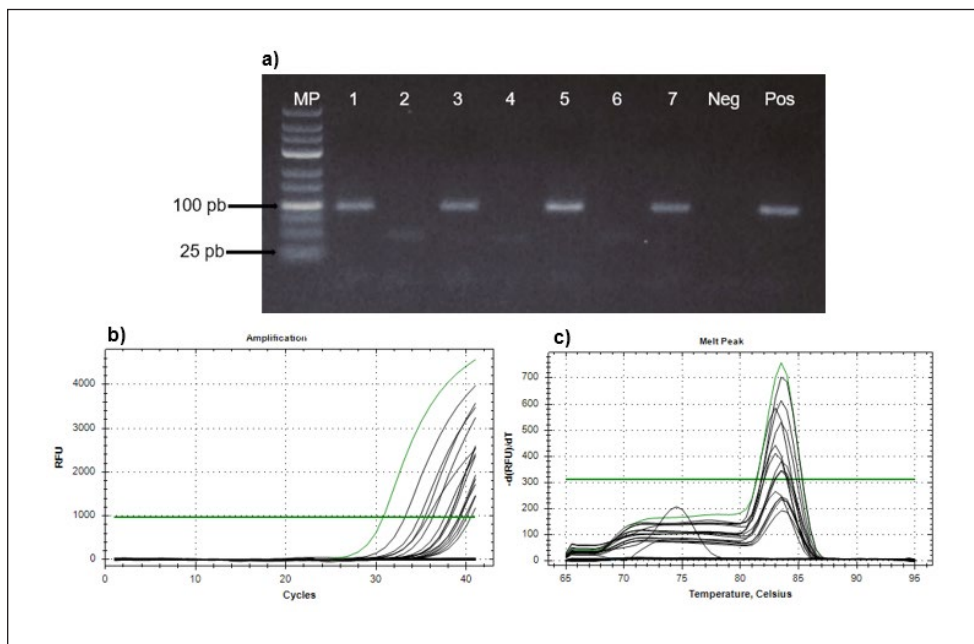 a)
MP 1 2 3 4 5 6 7 Neg Pos
100 pb
25 pb
b)
Amplification
RFU
4000
3000
2000
1000
0
0 10 20 30 40
Cycles
c)
Melt Peak
-d(RFU)/dT
700
600
500
400
300
200
100
0
65 70 75 80 85 90 95
Temperature, Celsius